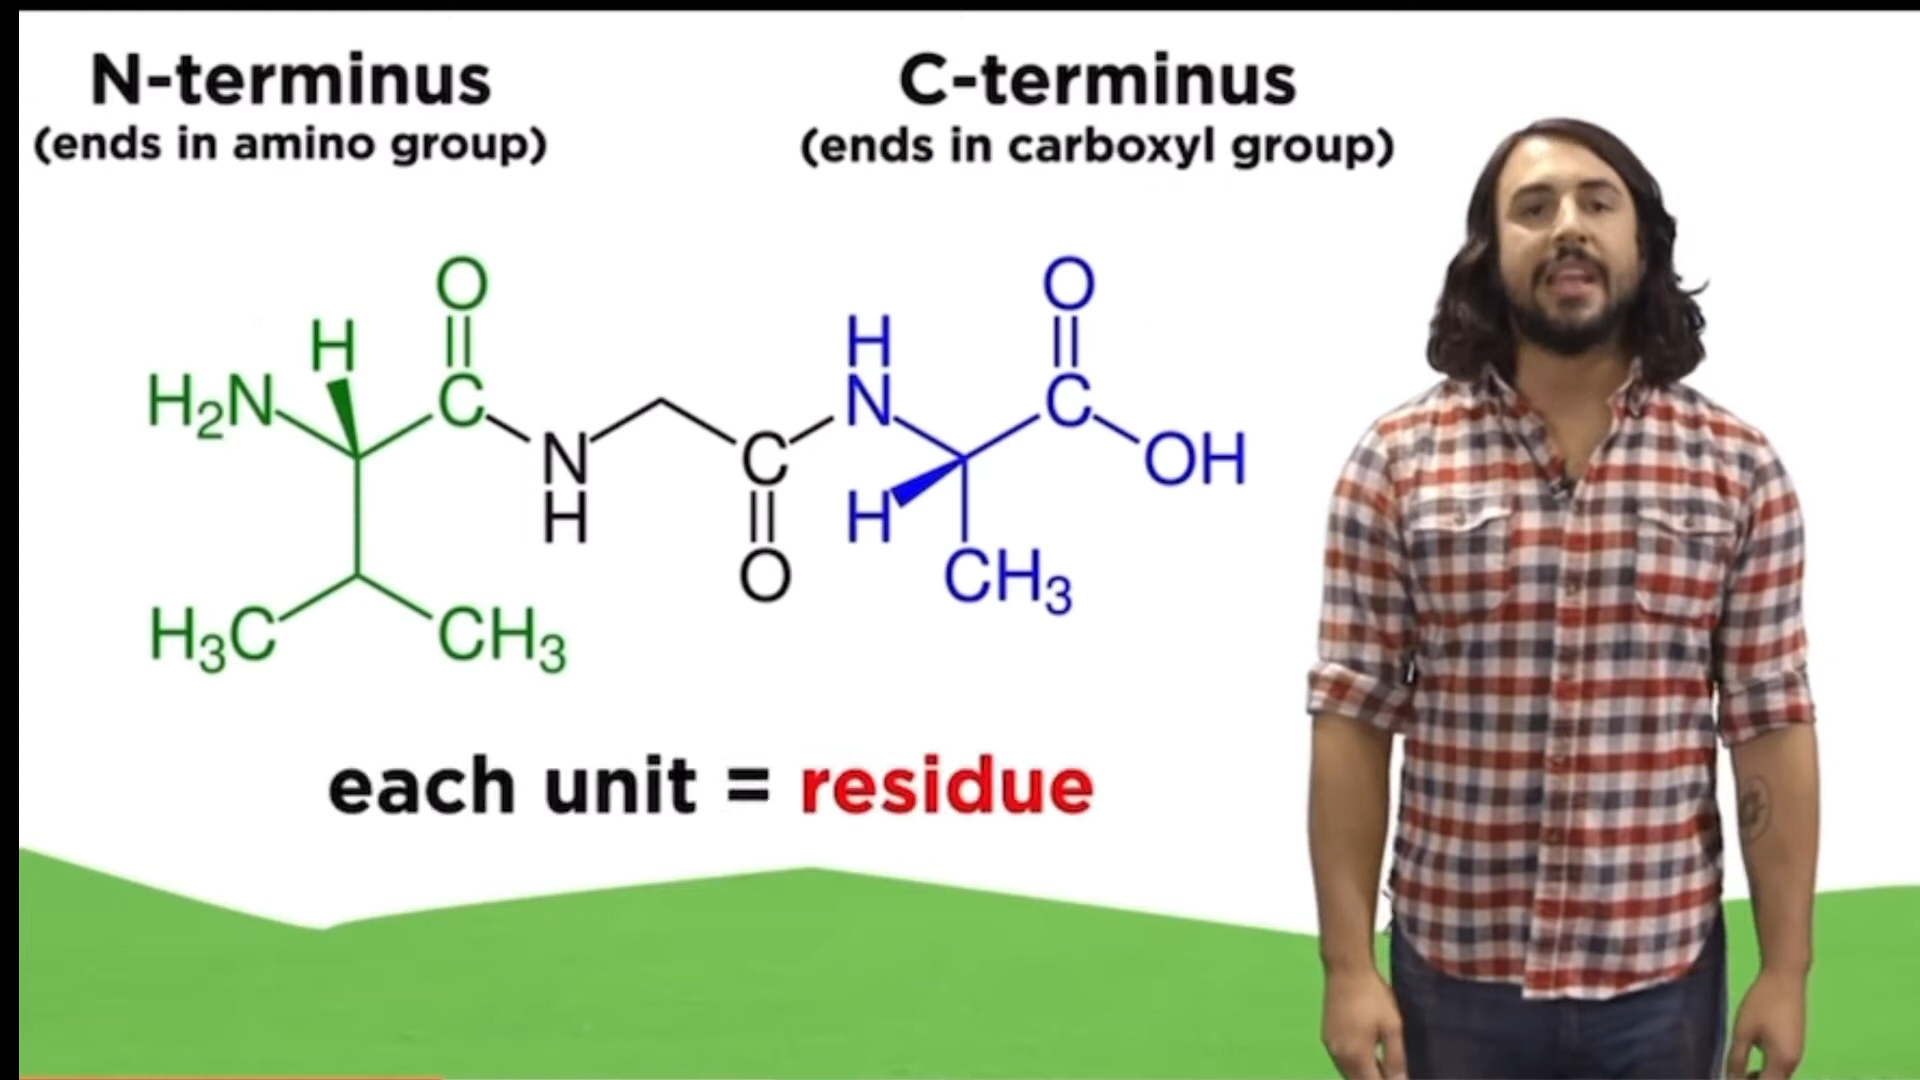 N-terminus
(ends in amino group)
C-terminus
(ends in carboxyl group)
O
H
H₂N
C
N
H
H₃C
CH₃
C
O
H
N
H
CH₃
O
C
OH
each unit = residue